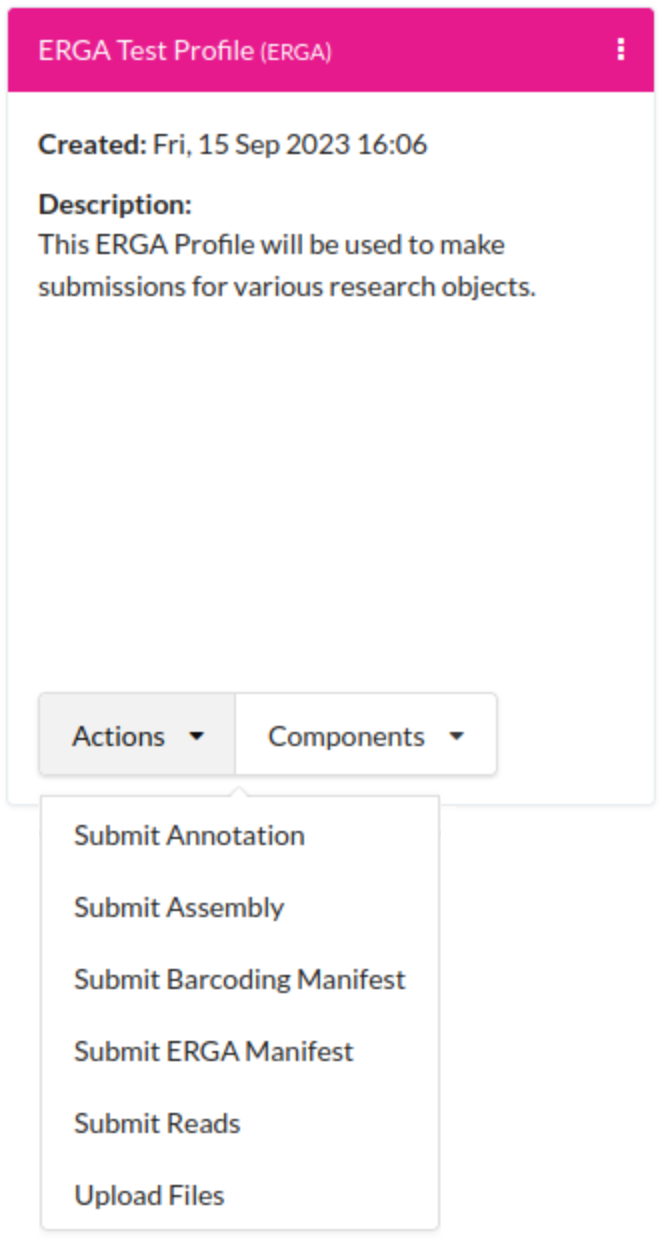 ERGA Test Profile (ERGA)
Created: Fri, 15 Sep 2023 16:06
Description:
This ERGA Profile will be used to make
submissions for various research objects.
Actions Components
Submit Annotation
Submit Assembly
Submit Barcoding Manifest
Submit ERGA Manifest
Submit Reads
Upload Files